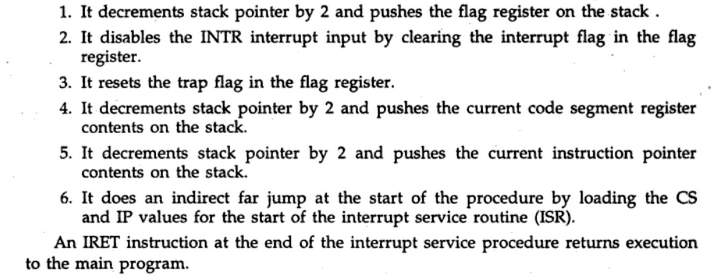 1. It decrements stack pointer by 2 and pushes the flag register on the stack .
2. It disables the INTR interrupt input by clearing the interrupt flag in the flag
register.
3. It resets the trap flag in the flag register.
4. It decrements stack pointer by 2 and pushes the current code segment register
contents on the stack.
5. It decrements stack pointer by 2 and pushes the current instruction pointer
contents on the stack.
6. It does an indirect far jump at the start of the procedure by loading the CS
and IP values for the start of the interrupt service routine (ISR).
An IRET instruction at the end of the interrupt service procedure returns execution
to the main program.